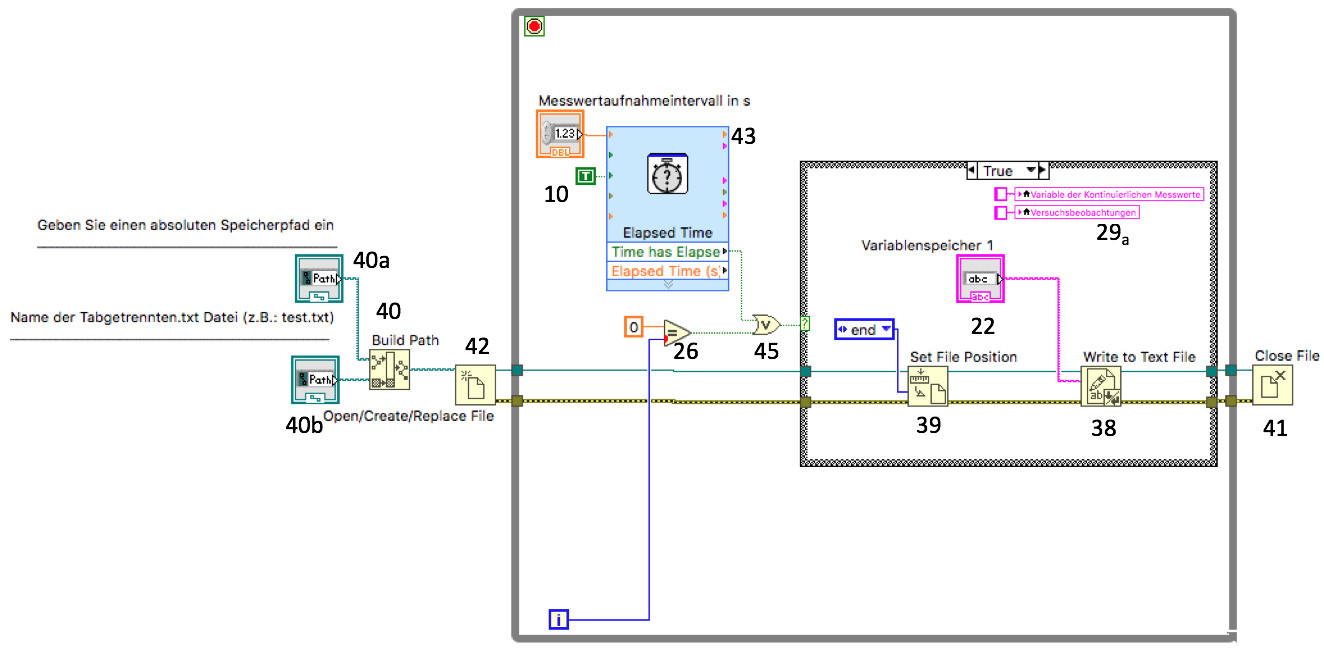 Messwertaufnahmeintervall in s
1.23
DBL
43
?
T
10
Elapsed Time
Time has Elapse
Elapsed Time (s)
True
Variable der Kontinuierlichen Messwerte
Versuchsbeobachtungen
29a
Variablenspeicher 1
abc
abc
22
Geben Sie einen absoluten Speicherpfad ein
Path
40a
40
Name der Tabgetrennten.txt Datei (z.B.: test.txt)
Build Path
Path
40b
42
Open/Create/Replace File
0
=
26
V
45
?
end
Set File Position
39
Write to Text File
ab
38
Close File
41
i